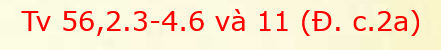 Tv 56,2.3-4.6 và 11 (Đ. c.2a)